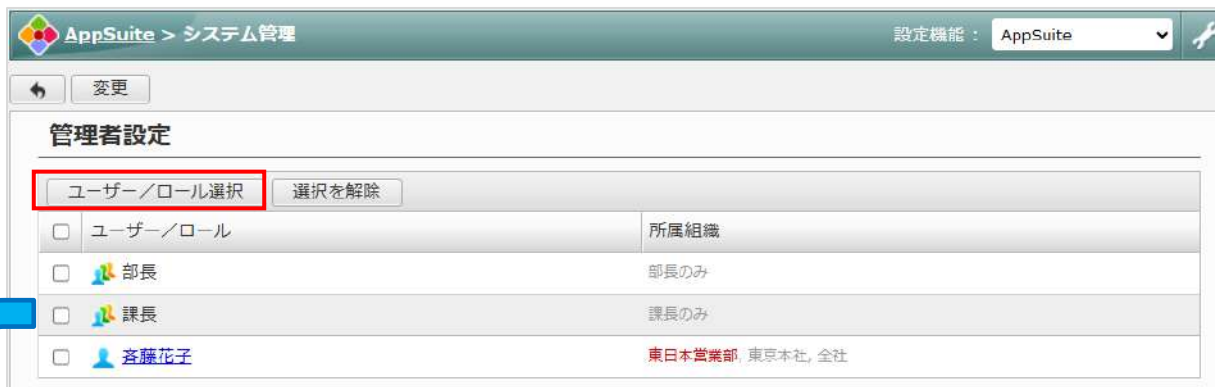 AppSuite > システム管理 設定機能： AppSuite
変更
管理者設定
ユーザー／ロール選択 選択を解除
ユーザー／ロール 所属組織
部長 部長のみ
課長 課長のみ
斉藤花子 東日本営業部, 東京本社, 全社